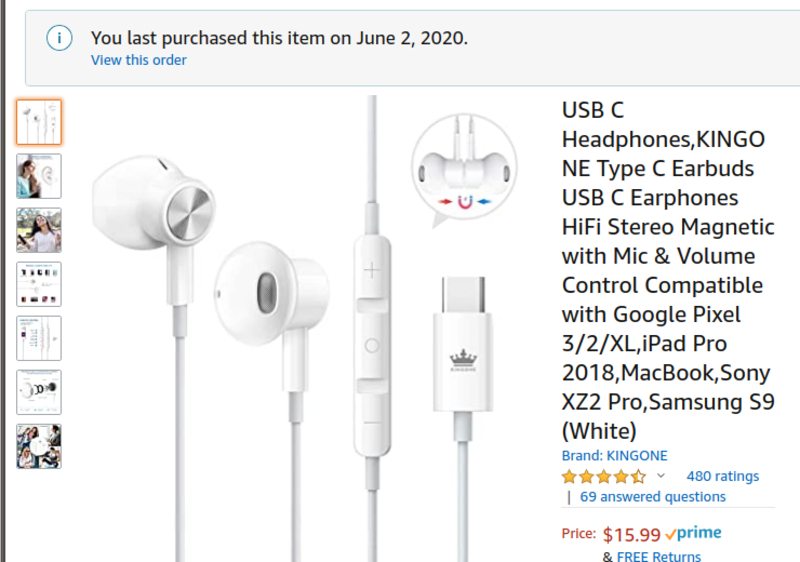 You last purchased this item on June 2, 2020.
View this order
USB C
Headphones,KINGO
NE Type C Earbuds
USB C Earphones
HiFi Stereo Magnetic
with Mic & Volume
Control Compatible
with Google Pixel
3/2/XL,iPad Pro
2018,MacBook,Sony
XZ2 Pro,Samsung S9
(White)
KINGONE
Brand: KINGONE
480 ratings
| 69 answered questions
Price: $15.99 prime
& FREE Returns